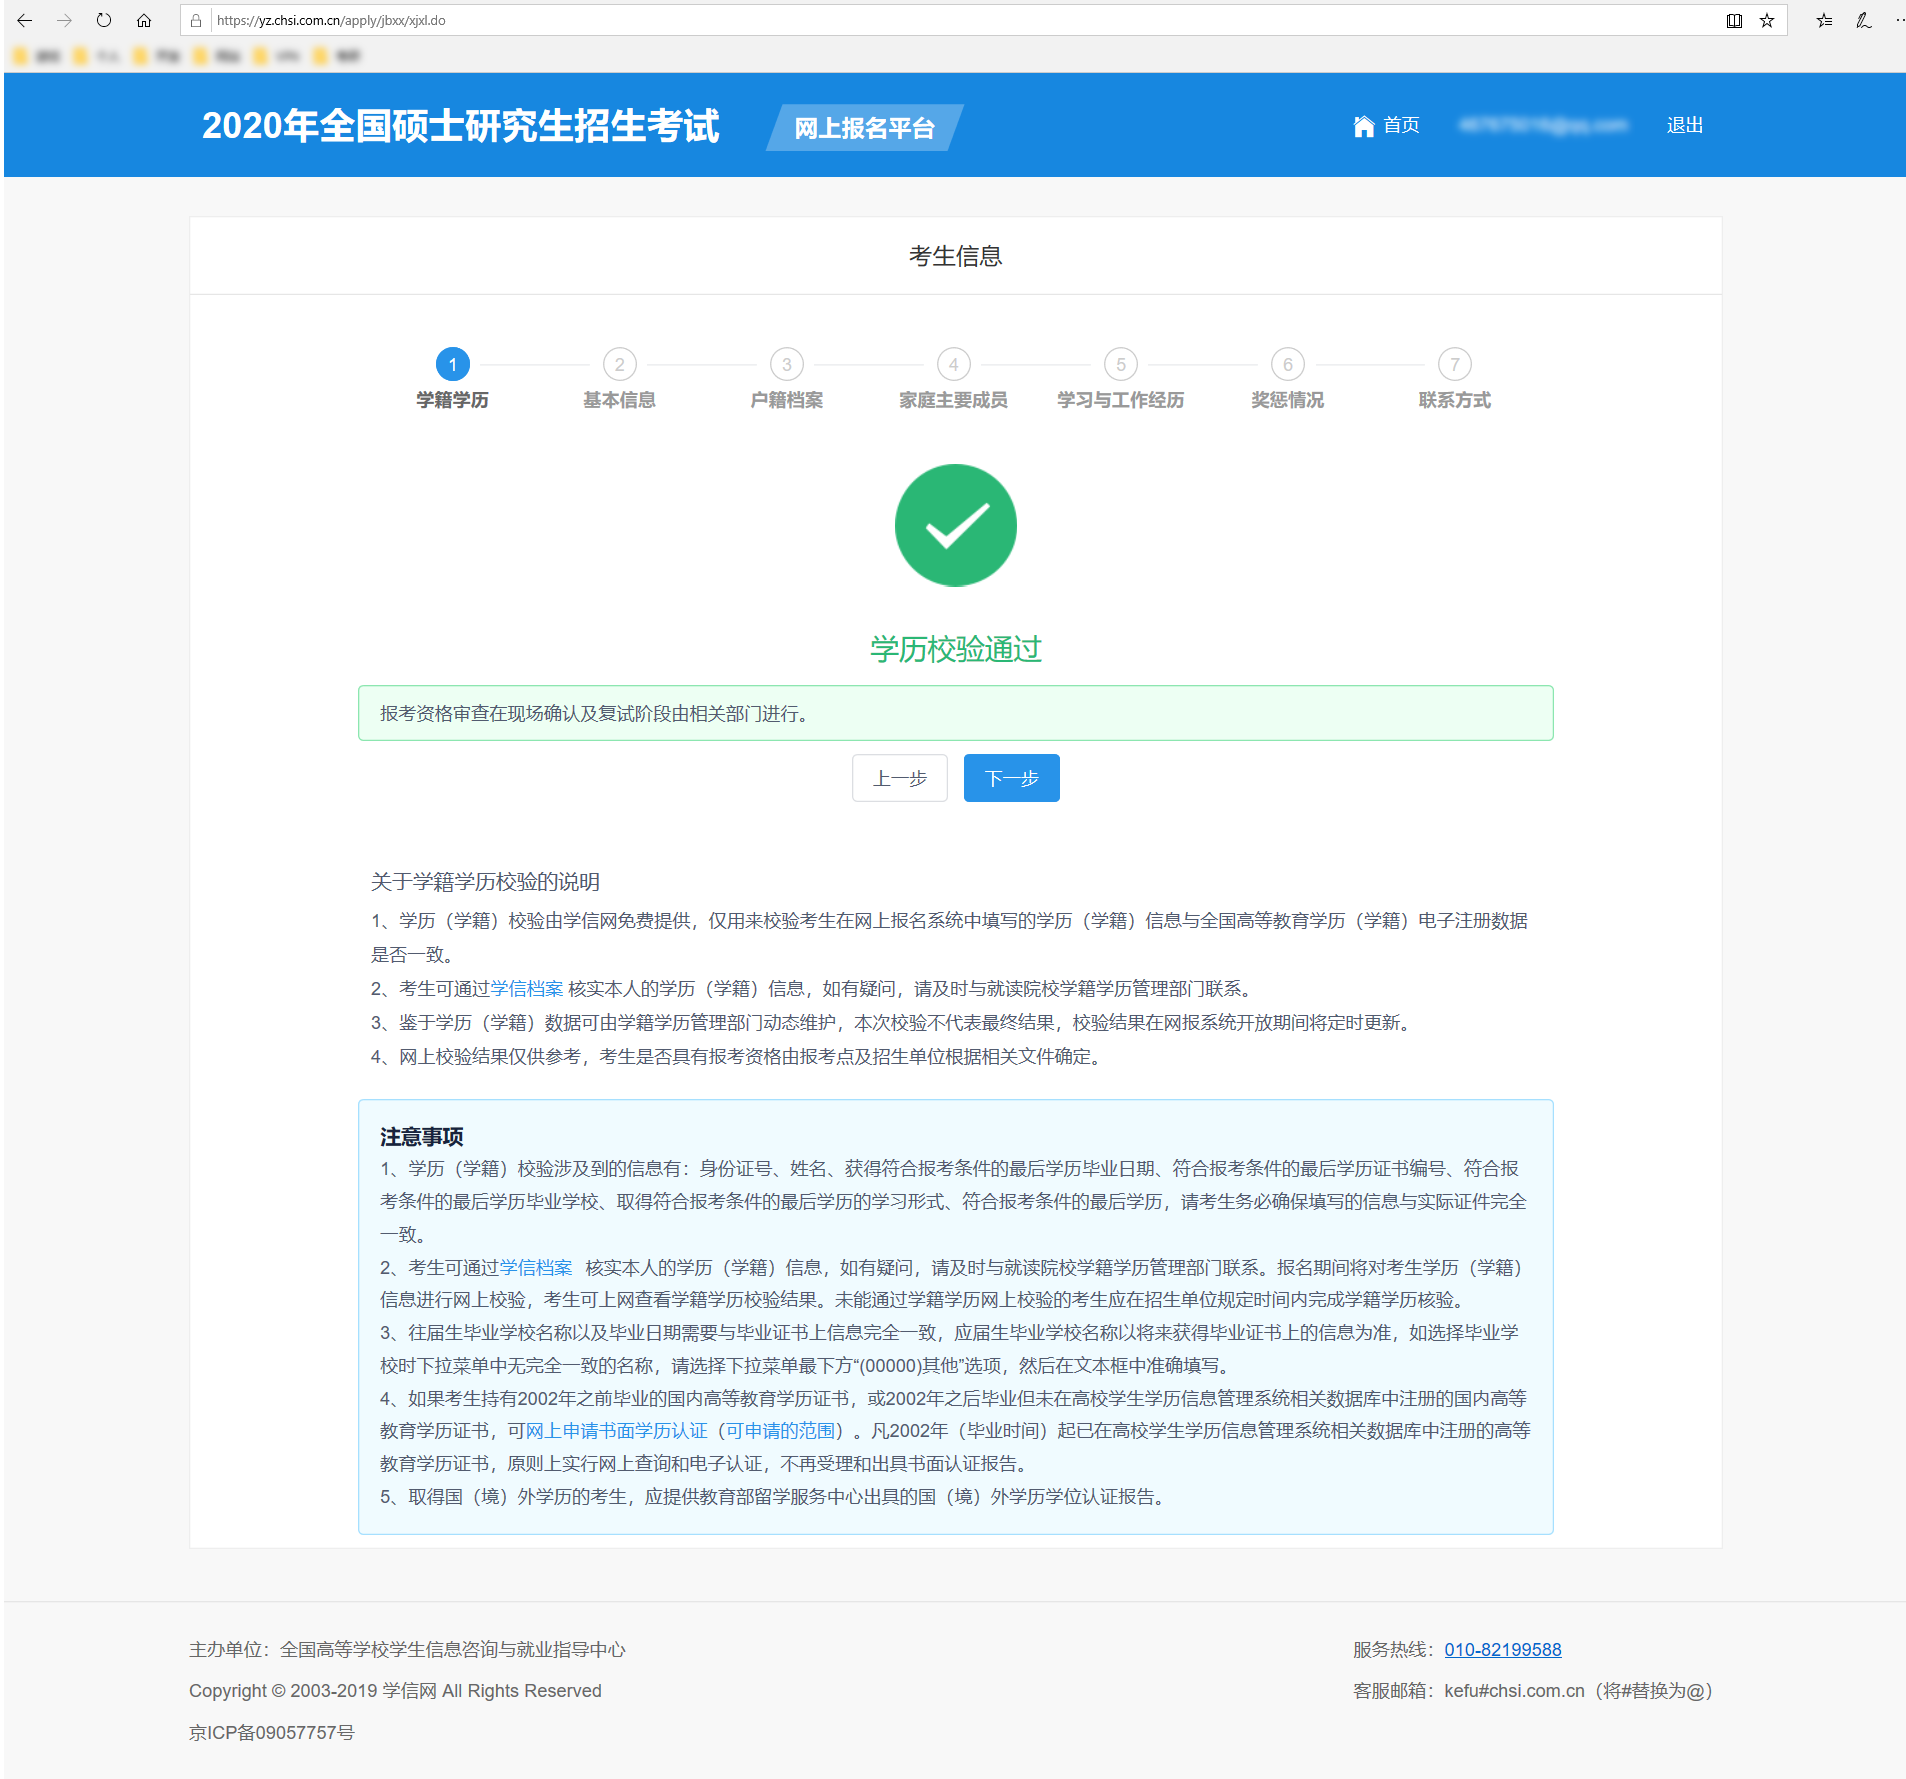 https://yz.chsi.com.cn/apply/jbxx/xjxl.do
2020年全国硕士研究生招生考试
网上报名平台
首页
退出
考生信息
1
2
3
4
5
6
7
学籍学历
基本信息
户籍档案
家庭主要成员
学习与工作经历
奖惩情况
联系方式
学历校验通过
报考资格审查在现场确认及复试阶段由相关部门进行。
上一步
下一步
关于学籍学历校验的说明
1、学历（学籍）校验由学信网免费提供，仅用来校验考生在网上报名系统中填写的学历（学籍）信息与全国高等教育学历（学籍）电子注册数据
是否一致。
2、考生可通过学信档案 核实本人的学历（学籍）信息，如有疑问，请及时与就读院校学籍学历管理部门联系。
3、鉴于学历（学籍）数据可由学籍学历管理部门动态维护，本次校验不代表最终结果，校验结果在网报系统开放期间将定时更新。
4、网上校验结果仅供参考，考生是否具有报考资格由报考点及招生单位根据相关文件确定。
注意事项
1、学历（学籍）校验涉及到的信息有：身份证号、姓名、获得符合报考条件的最后学历毕业日期、符合报考条件的最后学历证书编号、符合报
考条件的最后学历毕业学校、取得符合报考条件的最后学历的学习形式、符合报考条件的最后学历，请考生务必确保填写的信息与实际证件完全
一致。
2、考生可通过学信档案 核实本人的学历（学籍）信息，如有疑问，请及时与就读院校学籍学历管理部门联系。报名期间将对考生学历（学籍）
信息进行网上校验，考生可上网查看学籍学历校验结果。未能通过学籍学历网上校验的考生应在招生单位规定时间内完成学籍学历核验。
3、往届生毕业学校名称以及毕业日期需要与毕业证书上信息完全一致，应届生毕业学校名称以将来获得毕业证书上的信息为准，如选择毕业学
校时下拉菜单中无完全一致的名称，请选择下拉菜单最下方“(00000)其他”选项，然后在文本框中准确填写。
4、如果考生持有2002年之前毕业的国内高等教育学历证书，或2002年之后毕业但未在高校学生学历信息管理系统相关数据库中注册的国内高等
教育学历证书，可网上申请书面学历认证（可申请的范围）。凡2002年（毕业时间）起已在高校学生学历信息管理系统相关数据库中注册的高等
教育学历证书，原则上实行网上查询和电子认证，不再受理和出具书面认证报告。
5、取得国（境）外学历的考生，应提供教育部留学服务中心出具的国（境）外学历学位认证报告。
主办单位：全国高等学校学生信息咨询与就业指导中心
服务热线：010-82199588
Copyright © 2003-2019 学信网 All Rights Reserved
客服邮箱：kefu#chsi.com.cn（将#替换为@）
京ICP备09057757号